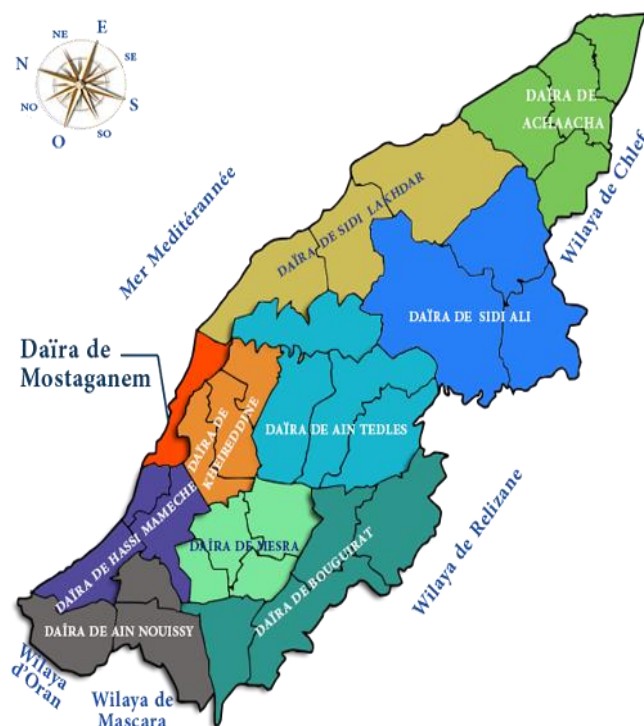 NE
E
N
SE
NO
S
O
SO
DAÏRA DE
ACHAACHA
Wilaya de Chlef
Mer Meditérannée
DAÏRA DE SIDI LAKHDAR
DAÏRA DE SIDI ALI
Daïra de
Mostaganem
DAÏRA DE
KHEIREDDINE
DAÏRA DE AIN TEDLES
DAÏRA DE HASSI MAMECHE
DAÏRA DE MESRA
DAÏRA DE BOUGUIRAT
Wilaya de Relizane
DAÏRA DE AIN NOUISSY
Wilaya
d'Oran
Wilaya de
Mascara